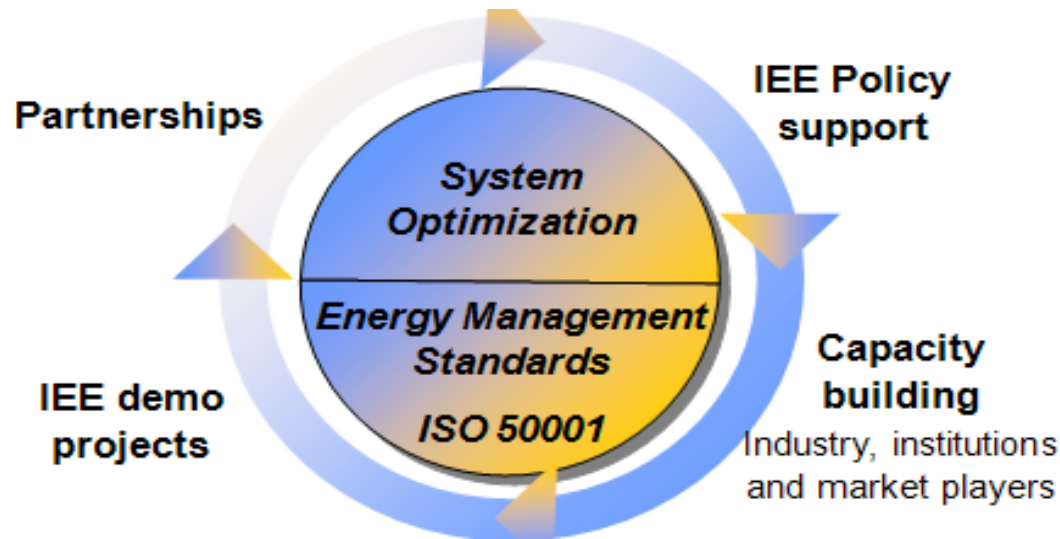 Partnerships
IEE Policy
support
System
Optimization
Energy Management
Standards
ISO 50001
IEE demo
projects
Capacity
building
Industry, institutions
and market players